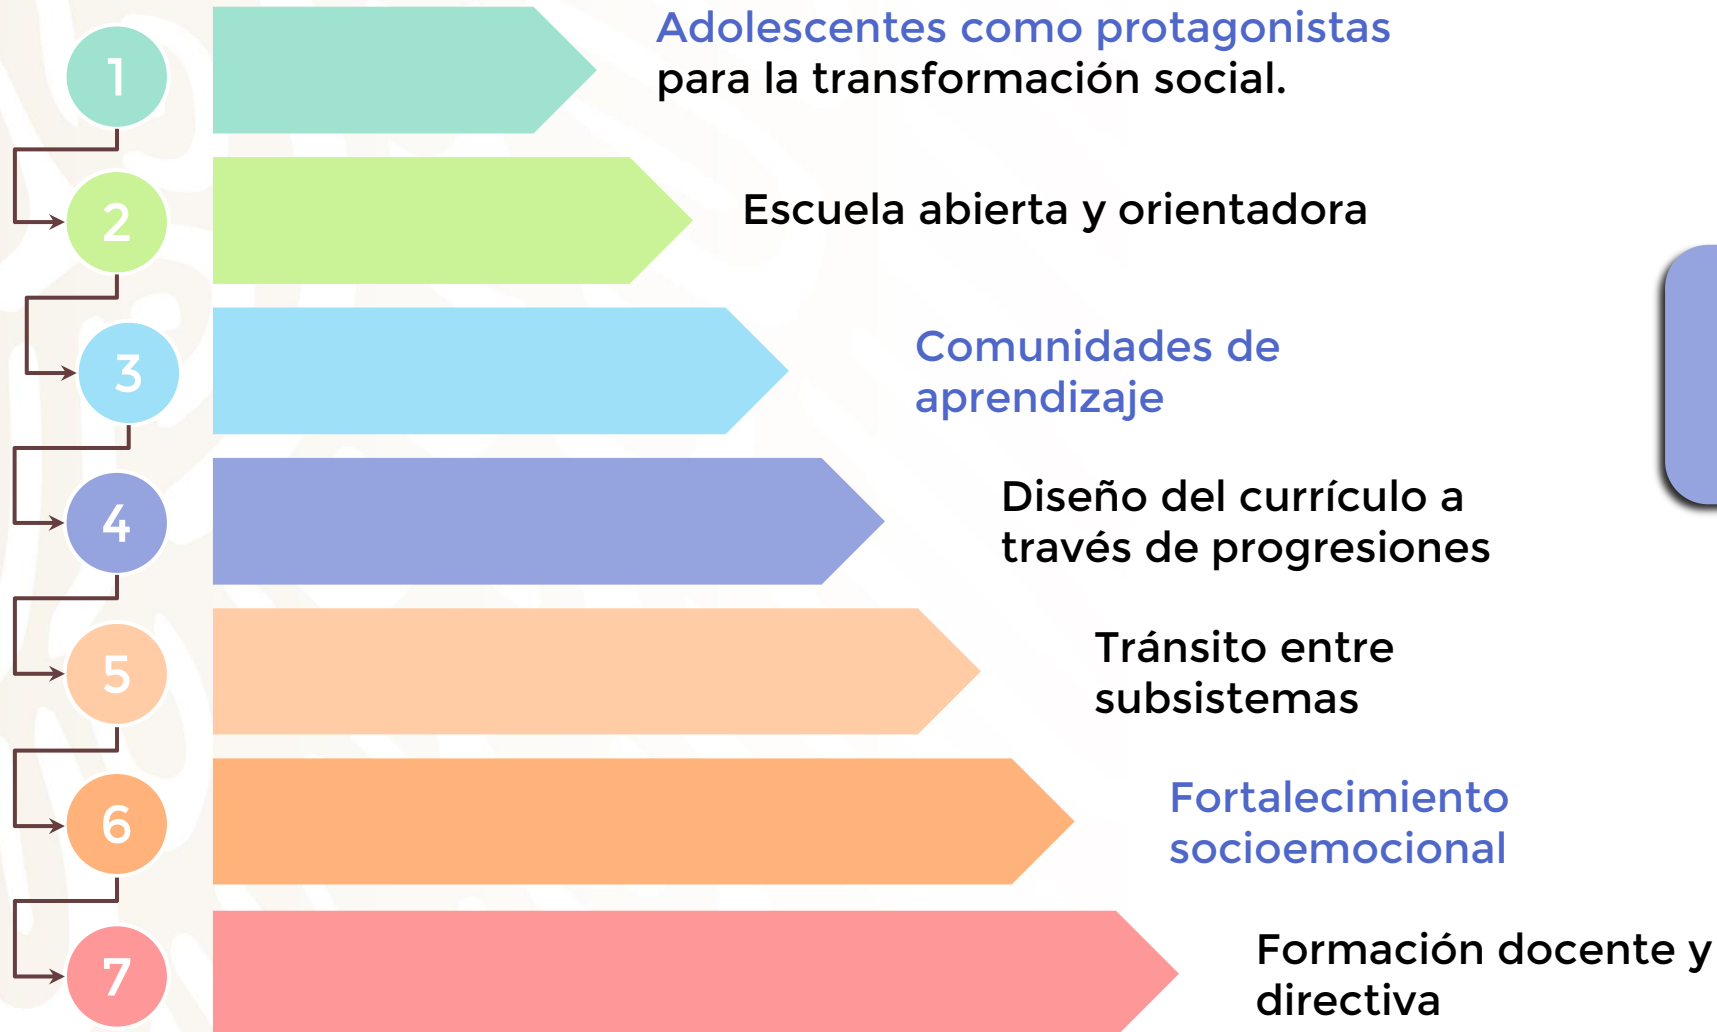 1
Adolescentes como protagonistas
para la transformación social.
2
Escuela abierta y orientadora
3
Comunidades de
aprendizaje
4
Diseño del currículo a
través de progresiones
5
Tránsito entre
subsistemas
6
Fortalecimiento
socioemocional
7
Formación docente y
directiva